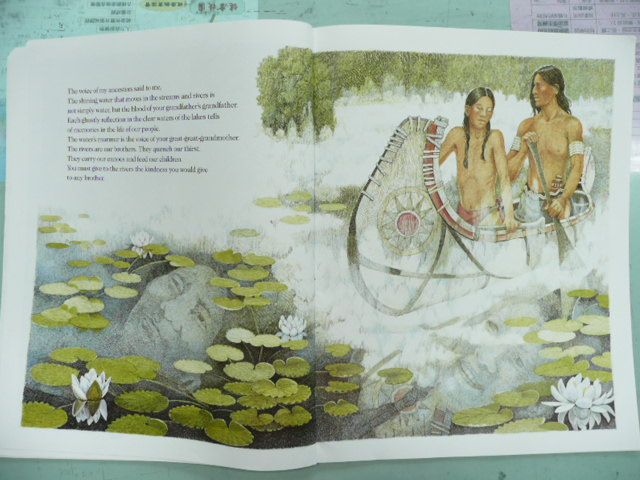 The voice of my ancestors said to me,
The shining water that moves in the streams and rivers is
not simply water, but the blood of your grandfather's grandfather.
Each ghostly reflection in the clear waters of the lakes tells
of memories in the life of our people.
The water's murmur is the voice of your great-great-grandmother.
The rivers are our brothers. They quench our thirst.
They carry our canoes and feed our children.
You must give to the rivers the kindness you would give
to any brother.